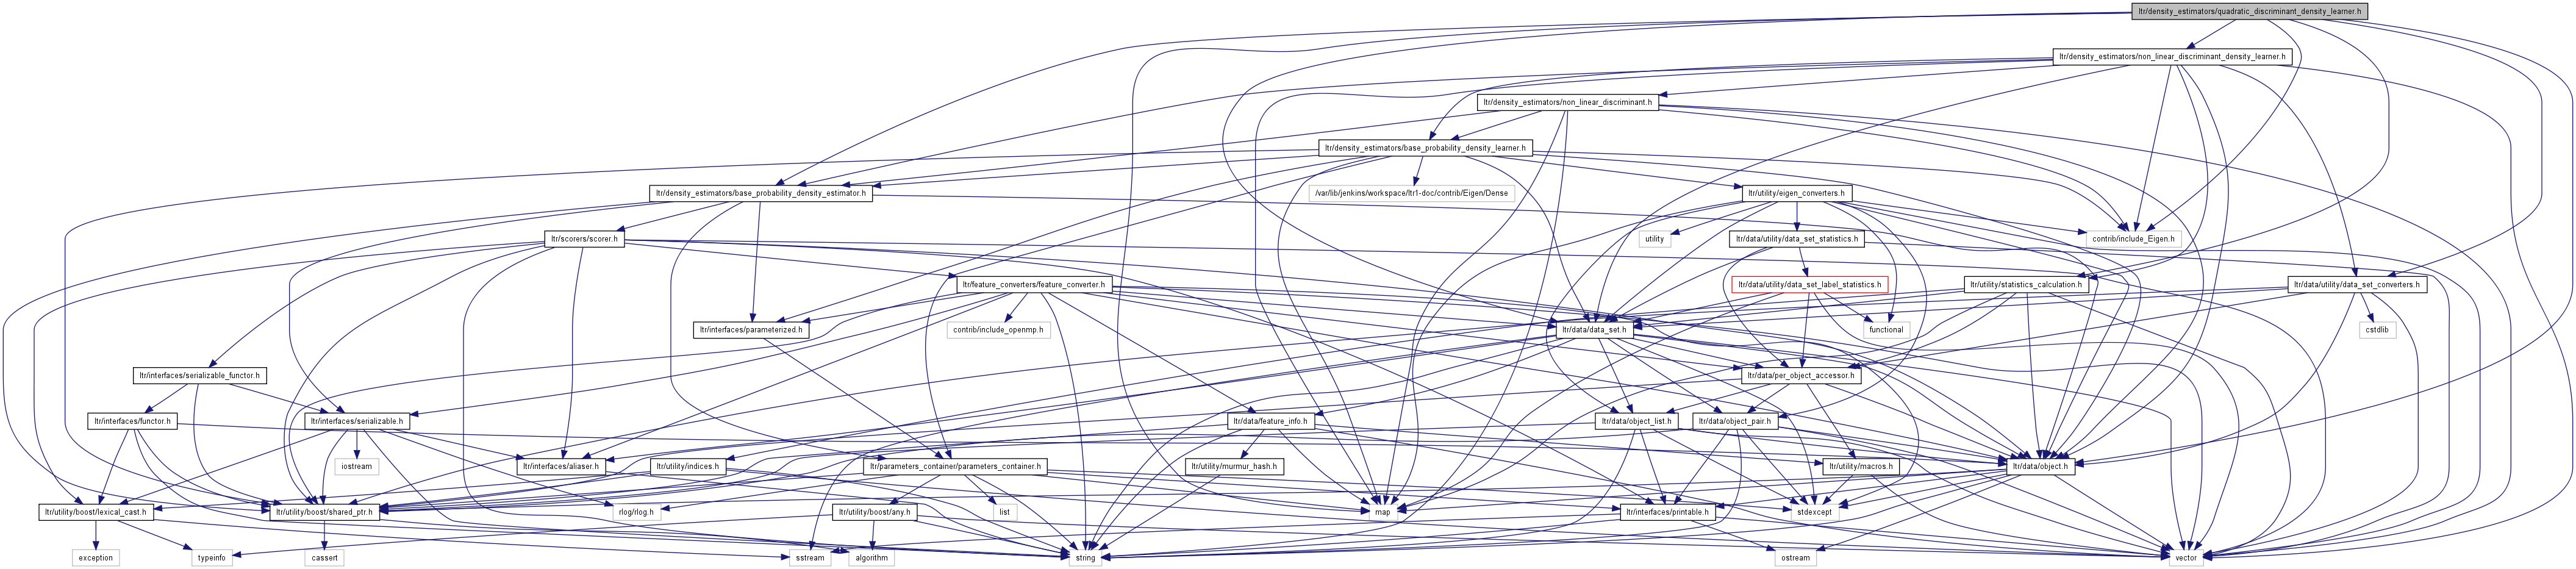 ltr/density_estimators/quadratic_discriminant_density_learner.h
ltr/density_estimators/non_linear_discriminant_density_learner.h
ltr/density_estimators/non_linear_discriminant.h
ltr/density_estimators/base_probability_density_learner.h
ltr/density_estimators/base_probability_density_estimator.h
/var/lib/jenkins/workspace/ltr1-doc/contrib/Eigen/Dense
ltr/utility/eigen_converters.h
ltr/scorers/scorer.h
utility
ltr/data/utility/data_set_statistics.h
contrib/include_Eigen.h
ltr/feature_converters/feature_converter.h
ltr/data/utility/data_set_label_statistics.h
ltr/utility/statistics_calculation.h
ltr/data/utility/data_set_converters.h
ltr/interfaces/parameterized.h
contrib/include_openmp.h
ltr/data/data_set.h
functional
cstdlib
ltr/interfaces/serializable_functor.h
ltr/data/per_object_accessor.h
ltr/interfaces/functor.h
ltr/interfaces/serializable.h
ltr/data/feature_info.h
ltr/data/object_list.h
ltr/data/object_pair.h
iostream
ltr/interfaces/aliaser.h
ltr/utility/indices.h
ltr/parameters_container/parameters_container.h
ltr/utility/murmur_hash.h
ltr/utility/macros.h
ltr/data/object.h
ltr/utility/boost/lexical_cast.h
ltr/utility/boost/shared_ptr.h
rlog/rlog.h
ltr/utility/boost/any.h
list
map
ltr/interfaces/printable.h
stdexcept
exception
typeinfo
cassert
sstream
algorithm
string
ostream
vector